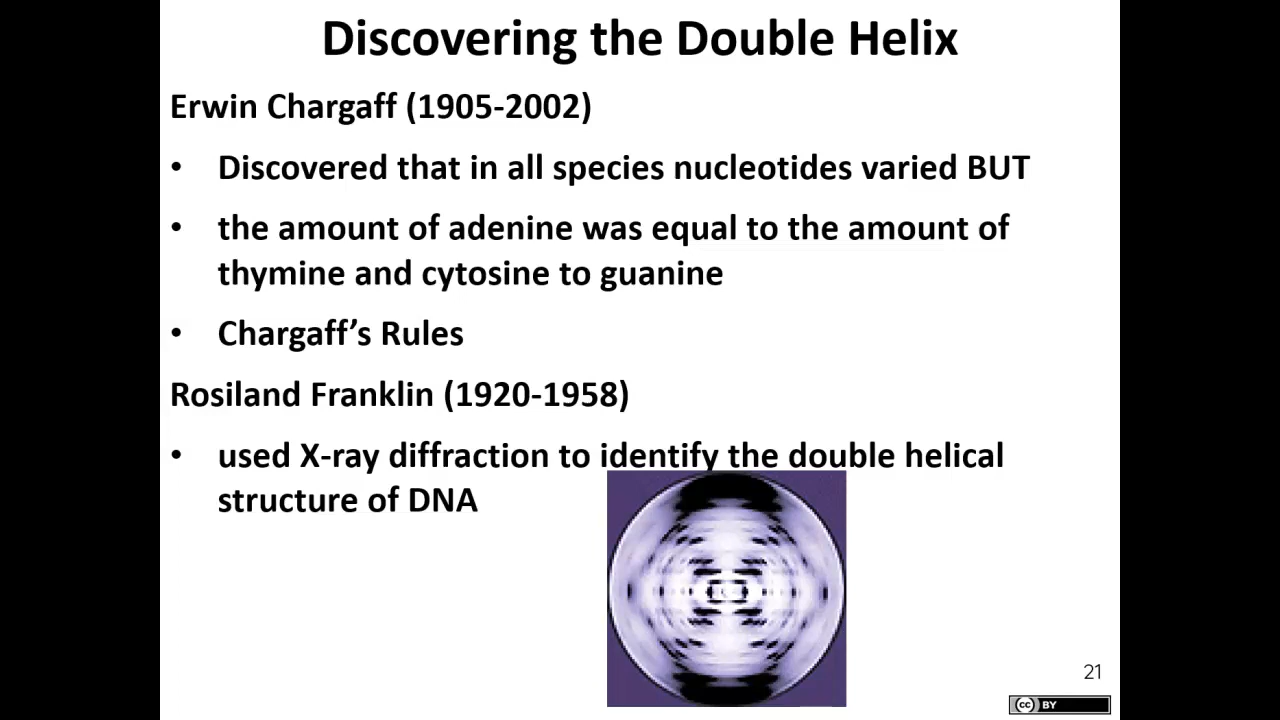 Discovering the Double Helix
Erwin Chargaff (1905-2002)
• Discovered that in all species nucleotides varied BUT
• the amount of adenine was equal to the amount of
thymine and cytosine to guanine
• Chargaff’s Rules
Rosiland Franklin (1920-1958)
• used X-ray diffraction to identify the double helical
structure of DNA
21
cc BY